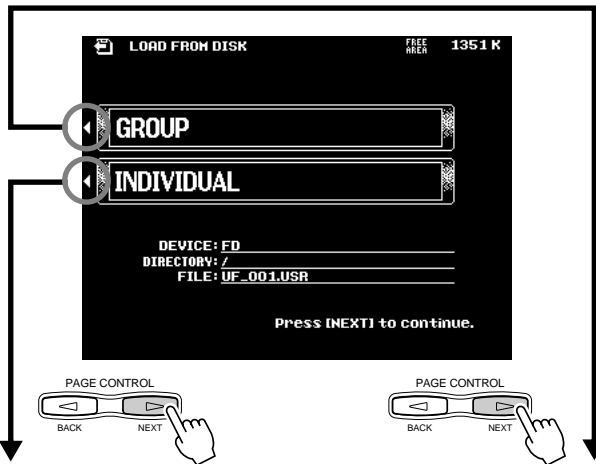 LOAD FROM DISK
FREE AREA 1351 K
GROUP
INDIVIDUAL
DEVICE: FD
DIRECTORY: /
FILE: UF_001.USR
Press [NEXT] to continue.
PAGE CONTROL
BACK NEXT
PAGE CONTROL
BACK NEXT